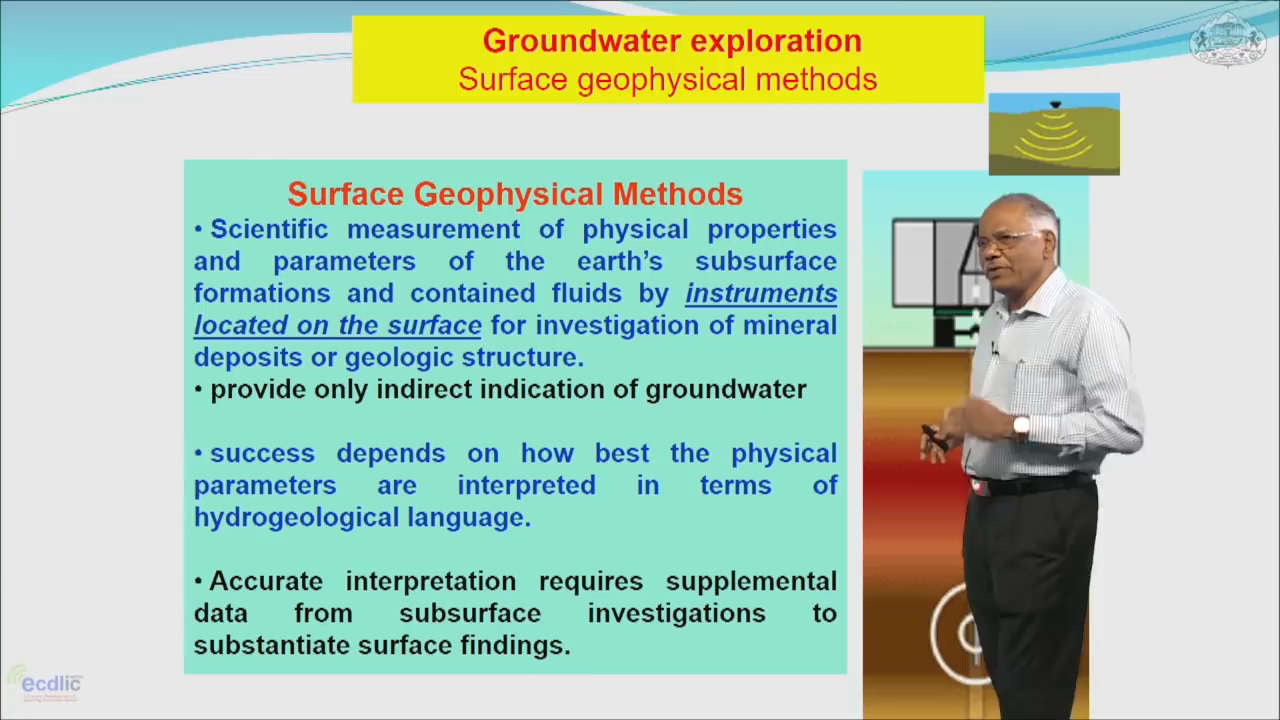 Groundwater exploration
Surface geophysical methods
Surface Geophysical Methods
• Scientific measurement of physical properties
and parameters of the earth's subsurface
formations and contained fluids by instruments
located on the surface for investigation of mineral
deposits or geologic structure.
• provide only indirect indication of groundwater
• success depends on how best the physical
parameters are interpreted in terms of
hydrogeological language.
• Accurate interpretation requires supplemental
data from subsurface investigations to
substantiate surface findings.
ecdlic